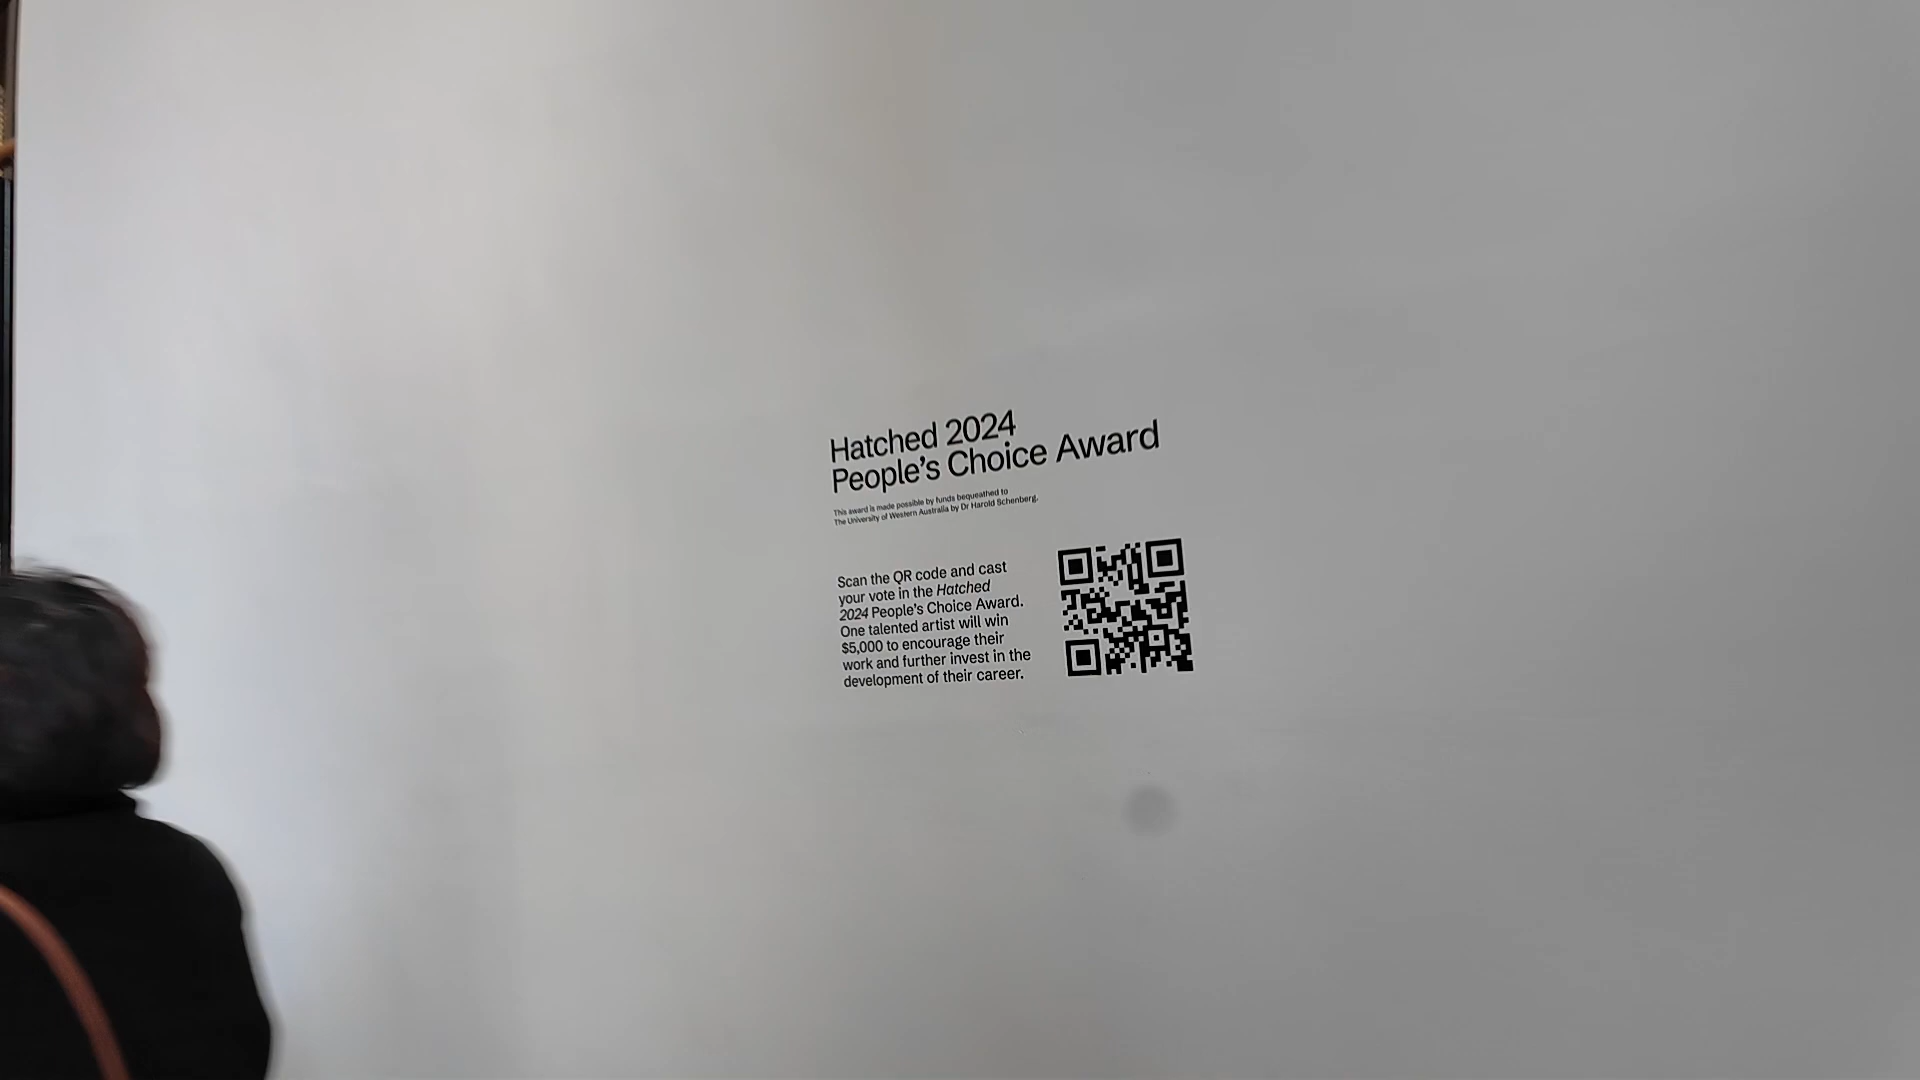 Hatched 2024
People's Choice Award
This award is made possible by funds bequeathed to
The University of Western Australia by Dr Harold Schenberg.
Scan the QR code and cast
your vote in the Hatched
2024 People's Choice Award.
One talented artist will win
$5,000 to encourage their
work and further invest in the
development of their career.